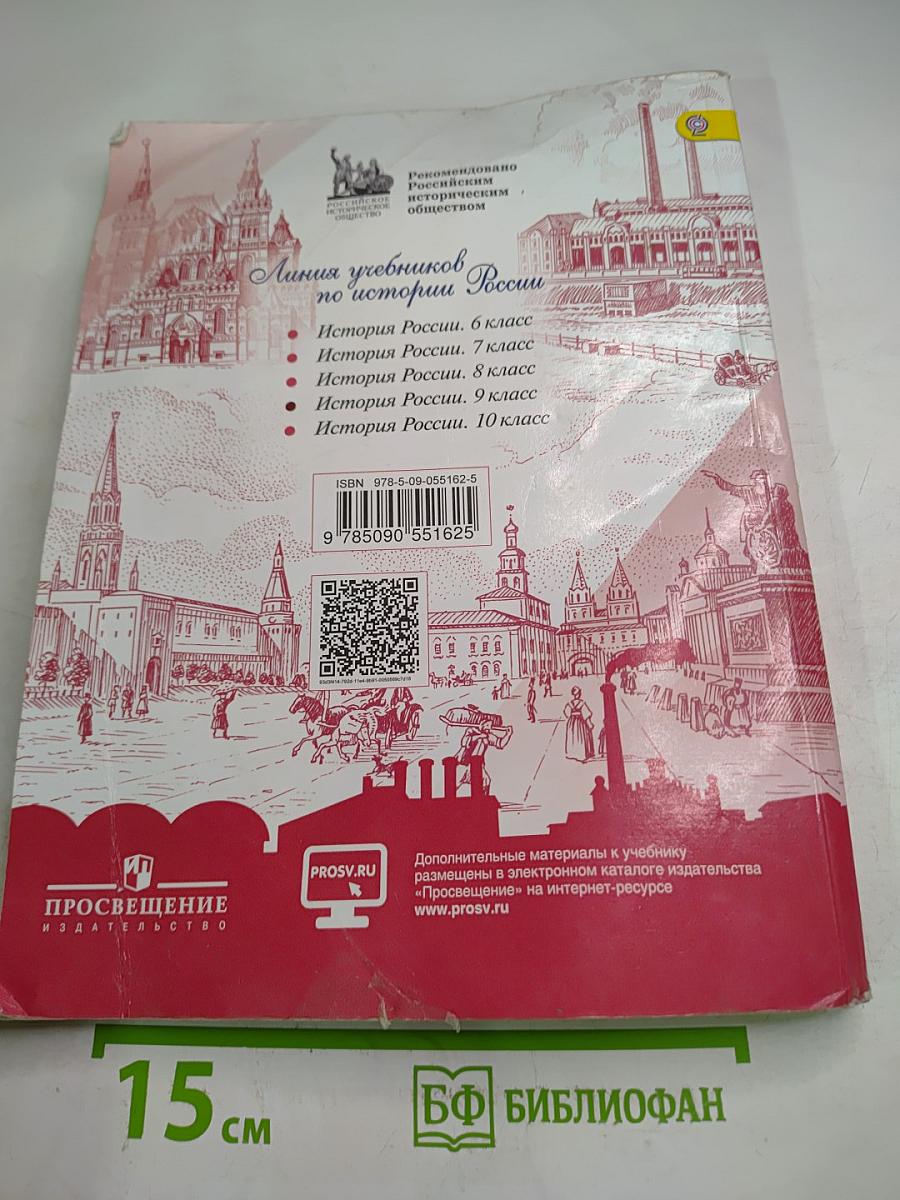 РОССИЙСКОЕ
ИСТОРИЧЕСКОЕ
ОБЩЕСТВО
Рекомендовано
Российским
историческим
обществом
Линия учебников
по истории России
История России. 6 класс
История России. 7 класс
История России. 8 класс
История России. 9 класс
История России. 10 класс
ISBN 978-5-09-055162-5
9 785090 551625
ПРОСВЕЩЕНИЕ
ИЗДАТЕЛЬСТВО
PROSV.RU
Дополнительные материалы к учебнику
размещены в электронном каталоге издательства
«Просвещение» на интернет-ресурсе
www.prosv.ru
15 см
БФ БИБЛИОФАН